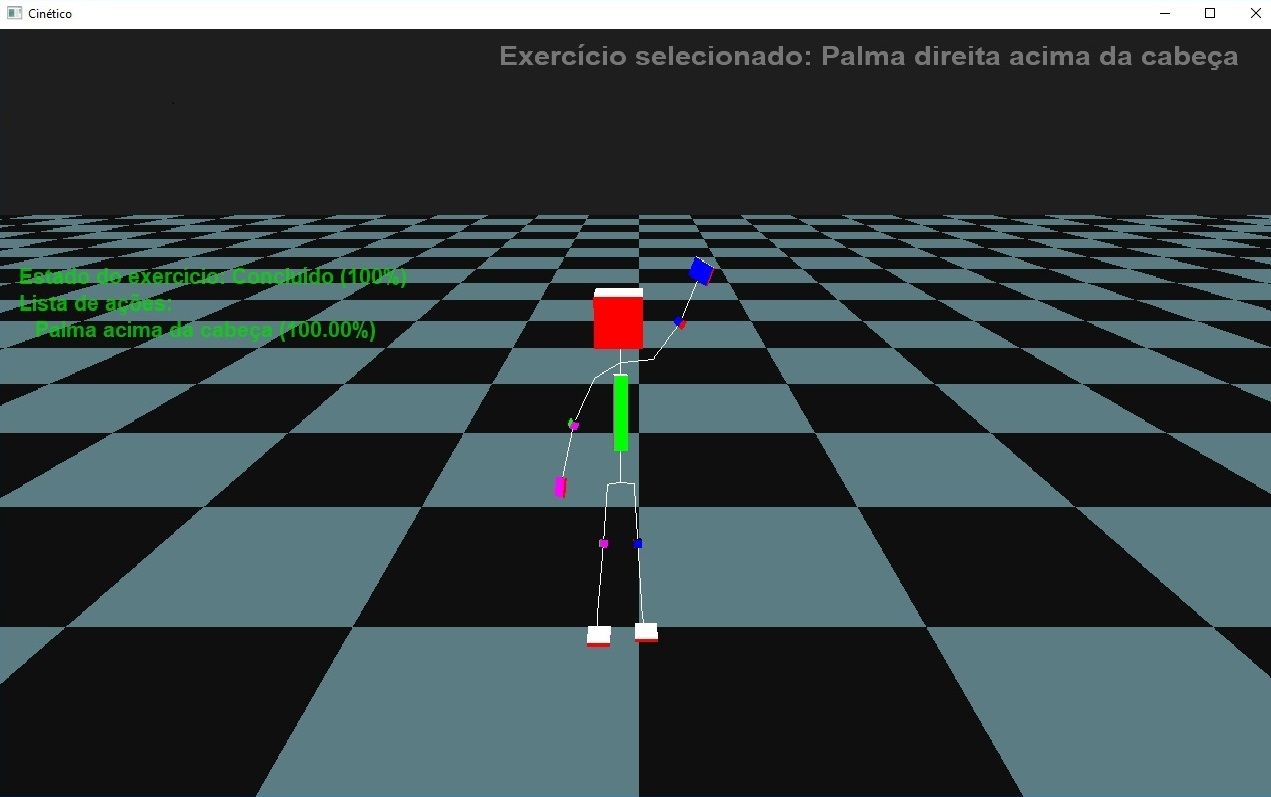 Cinético
Exercício selecionado: Palma direita acima da cabeça
Estado do exercício: Concluído (100%)
Lista de ações:
Palma acima da cabeça (100.00%)